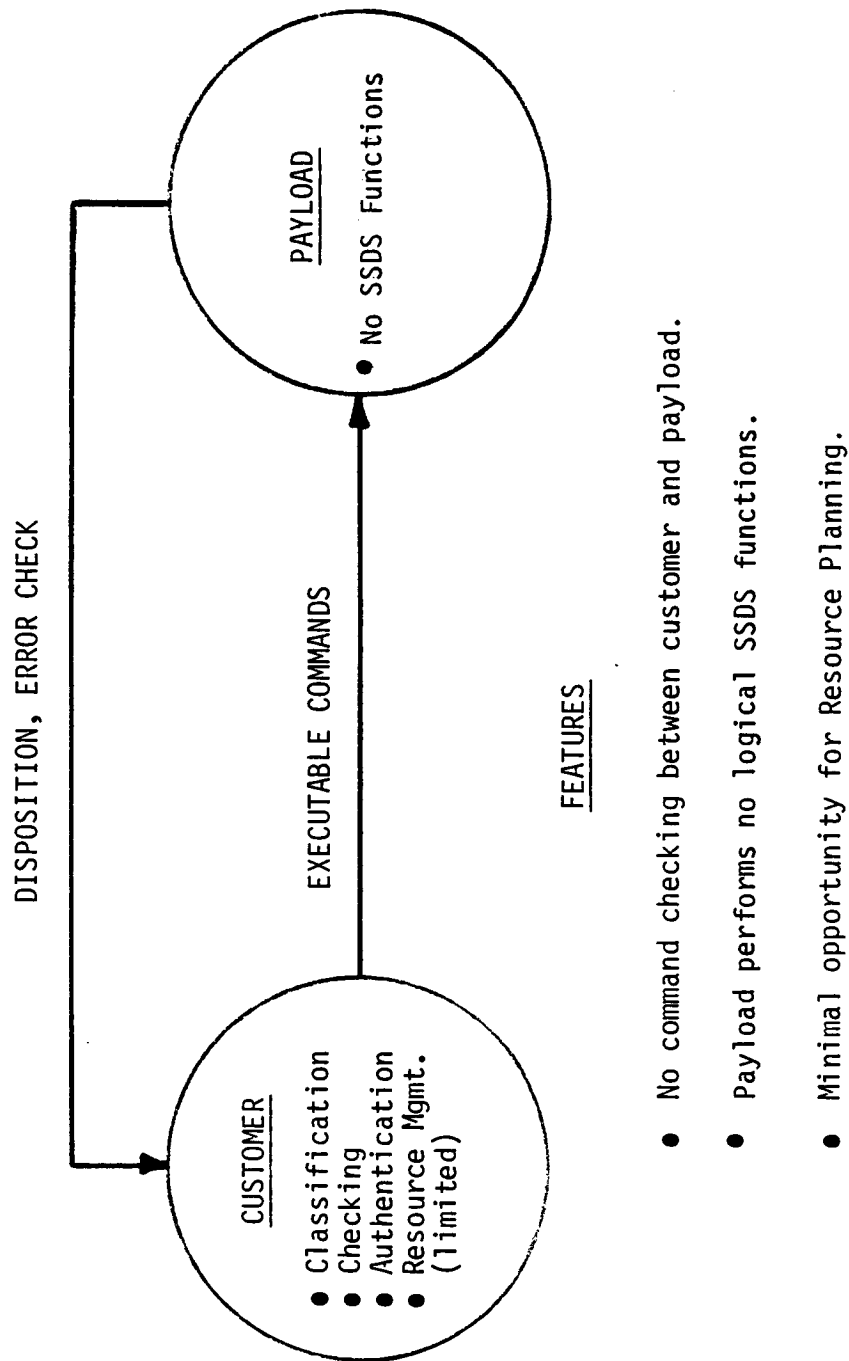 DISPOSITION, ERROR CHECK
CUSTOMER
● Classification
● Checking
● Authentication
● Resource Mgmt.
(limited)
EXECUTABLE COMMANDS
PAYLOAD
● No SSDS Functions
FEATURES
● No command checking between customer and payload.
● Payload performs no logical SSDS functions.
● Minimal opportunity for Resource Planning.